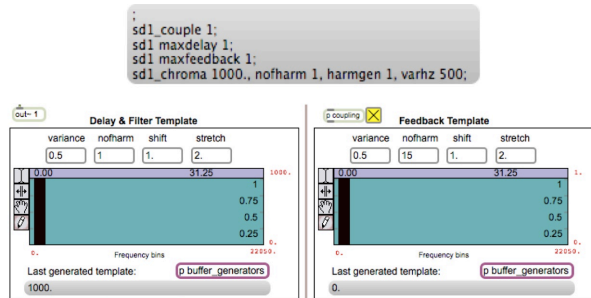 ;
sd1_couple 1;
sd1 maxdelay 1;
sd1 maxfeedback 1;
sd1_chroma 1000., nofharm 1, harmgen 1, varhz 500;
out~ 1
Delay & Filter Template
variance nofharm shift stretch
0.5 1 1. 2.
0.00 31.25 1000.
1
0.75
0.5
0.25
0.
0. Frequency bins 22050.
Last generated template: p buffer_generators
1000.
p coupling
Feedback Template
variance nofharm shift stretch
0.5 15 1. 2.
0.00 31.25 1.
1
0.75
0.5
0.25
0.
0. Frequency bins 22050.
Last generated template: p buffer_generators
0.